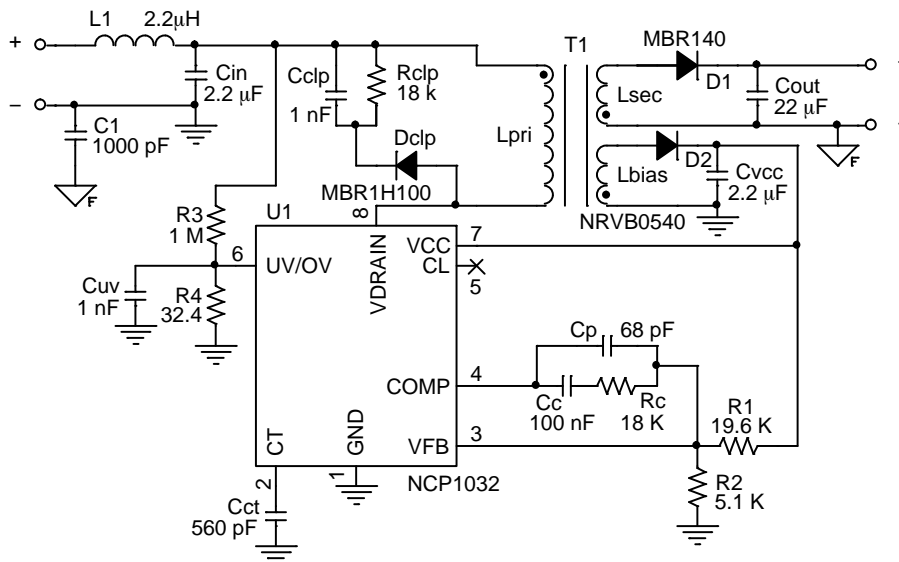 L1 2.2μH
+
−
Cin
2.2 μF
C1
1000 pF
F
Cclp
1 nF
Rclp
18 k
Dclp
MBR1H100
T1
Lpri
Lsec
Lbias
MBR140
D1
Cout
22 μF
F
D2
Cvcc
2.2 μF
NRVB0540
R3
1 M
U1
8
6
UV/OV
VDRAIN
VCC
7
CL
5
Cuv
1 nF
R4
32.4
Cp 68 pF
COMP
4
Cc
100 nF
Rc
18 K
R1
19.6 K
VFB
3
CT
GND
2
1
NCP1032
R2
5.1 K
Cct
560 pF